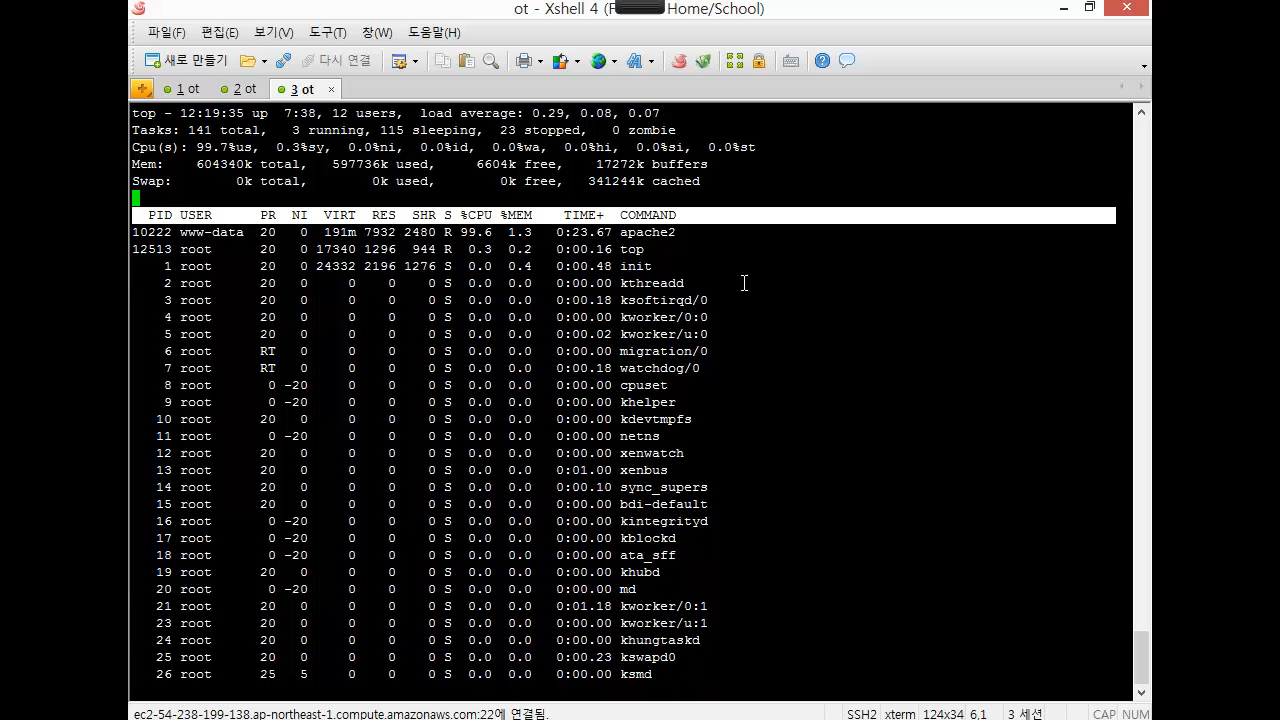 ot - Xshell 4 (F Home/School)
파일(F) 편집(E) 보기(V) 도구(T) 창(W) 도움말(H)
새로 만들기 다시 연결
1 ot 2 ot 3 ot ×
top - 12:19:35 up 7:38, 12 users, load average: 0.29, 0.08, 0.07
Tasks: 141 total, 3 running, 115 sleeping, 23 stopped, 0 zombie
Cpu(s): 99.7%us, 0.3%sy, 0.0%ni, 0.0%id, 0.0%wa, 0.0%hi, 0.0%si, 0.0%st
Mem: 604340k total, 597736k used, 6604k free, 17272k buffers
Swap: 0k total, 0k used, 0k free, 341244k cached
PID USER PR NI VIRT RES SHR S %CPU %MEM TIME+ COMMAND
10222 www-data 20 0 191m 7932 2480 R 99.6 1.3 0:23.67 apache2
12513 root 20 0 17340 1296 944 R 0.3 0.2 0:00.16 top
1 root 20 0 24332 2196 1276 S 0.0 0.4 0:00.48 init
2 root 20 0 0 0 0 S 0.0 0.0 0:00.00 kthreadd
3 root 20 0 0 0 0 S 0.0 0.0 0:00.18 ksoftirqd/0
4 root 20 0 0 0 0 S 0.0 0.0 0:00.00 kworker/0:0
5 root 20 0 0 0 0 S 0.0 0.0 0:00.02 kworker/u:0
6 root RT 0 0 0 0 S 0.0 0.0 0:00.00 migration/0
7 root RT 0 0 0 0 S 0.0 0.0 0:00.18 watchdog/0
8 root 0 -20 0 0 0 S 0.0 0.0 0:00.00 cpuset
9 root 0 -20 0 0 0 S 0.0 0.0 0:00.00 khelper
10 root 20 0 0 0 0 S 0.0 0.0 0:00.00 kdevtmpfs
11 root 0 -20 0 0 0 S 0.0 0.0 0:00.00 netns
12 root 20 0 0 0 0 S 0.0 0.0 0:00.00 xenwatch
13 root 20 0 0 0 0 S 0.0 0.0 0:01.00 xenbus
14 root 20 0 0 0 0 S 0.0 0.0 0:00.10 sync_supers
15 root 20 0 0 0 0 S 0.0 0.0 0:00.00 bdi-default
16 root 0 -20 0 0 0 S 0.0 0.0 0:00.00 kintegrityd
17 root 0 -20 0 0 0 S 0.0 0.0 0:00.00 kblockd
18 root 0 -20 0 0 0 S 0.0 0.0 0:00.00 ata_sff
19 root 20 0 0 0 0 S 0.0 0.0 0:00.00 khubd
20 root 0 -20 0 0 0 S 0.0 0.0 0:00.00 md
21 root 20 0 0 0 0 S 0.0 0.0 0:01.18 kworker/0:1
23 root 20 0 0 0 0 S 0.0 0.0 0:00.00 kworker/u:1
24 root 20 0 0 0 0 S 0.0 0.0 0:00.00 khungtaskd
25 root 20 0 0 0 0 S 0.0 0.0 0:00.23 kswapd0
26 root 25 5 0 0 0 S 0.0 0.0 0:00.00 ksmd
ec2-54-238-199-138.ap-northeast-1.compute.amazonaws.com:22에 연결됨. SSH2 xterm 124x34 6,1 3 세션 CAP NUM